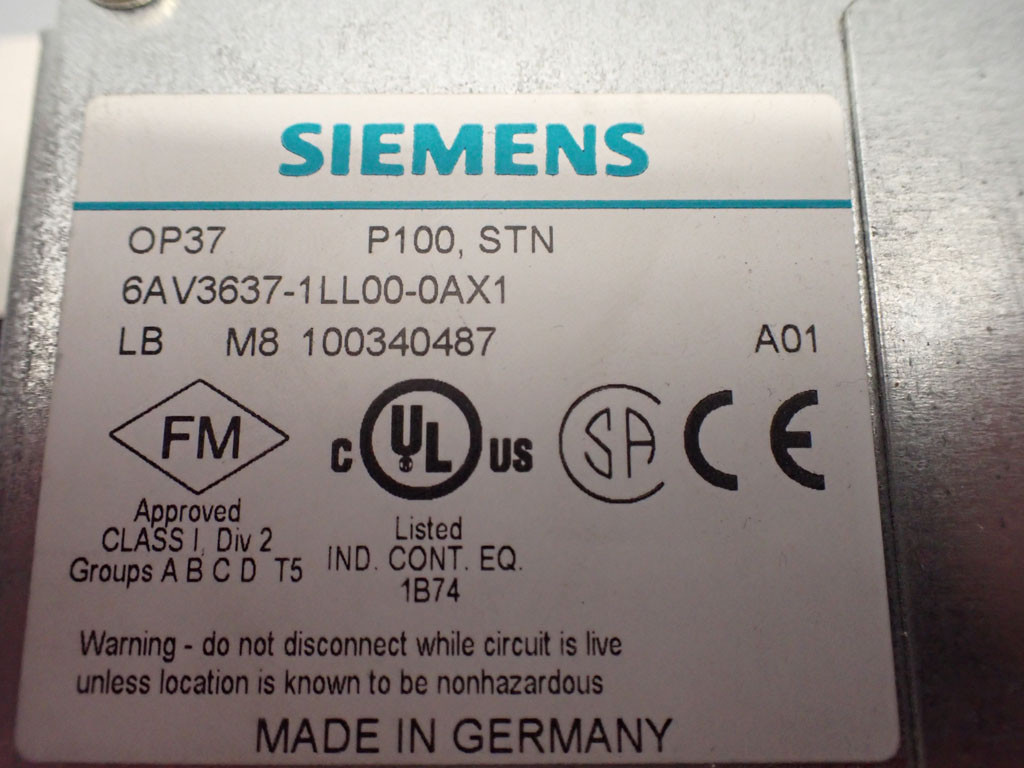 SIEMENS
OP37 P100, STN
6AV3637-1LL00-0AX1
LB M8 100340487 A01
FM
Approved
CLASS I, Div 2
Groups A B C D T5
C UL US
Listed
IND. CONT. EQ.
1B74
SA
CE
Warning - do not disconnect while circuit is live
unless location is known to be nonhazardous
MADE IN GERMANY